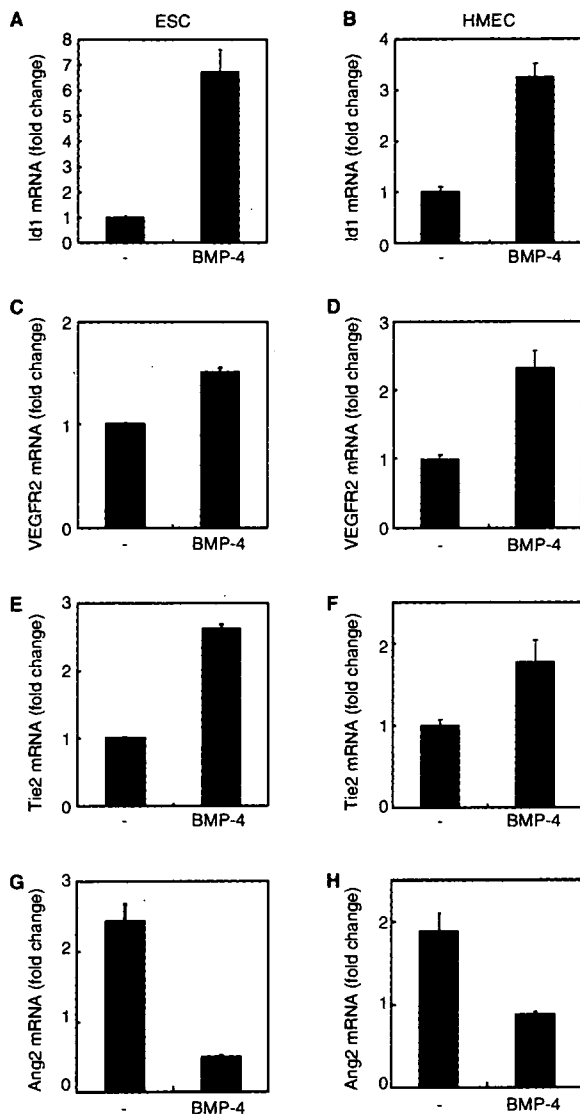 A ESC
Id1 mRNA (fold change)
8
7
6
5
4
3
2
1
0
- BMP-4
B HMEC
Id1 mRNA (fold change)
4
3
2
1
0
- BMP-4
C
VEGFR2 mRNA (fold change)
2
1
0
- BMP-4
D
VEGFR2 mRNA (fold change)
3
2
1
0
- BMP-4
E
Tie2 mRNA (fold change)
3
2
1
0
- BMP-4
F
Tie2 mRNA (fold change)
2
1
0
- BMP-4
G
Ang2 mRNA (fold change)
3
2
1
0
- BMP-4
H
Ang2 mRNA (fold change)
2
1
0
- BMP-4